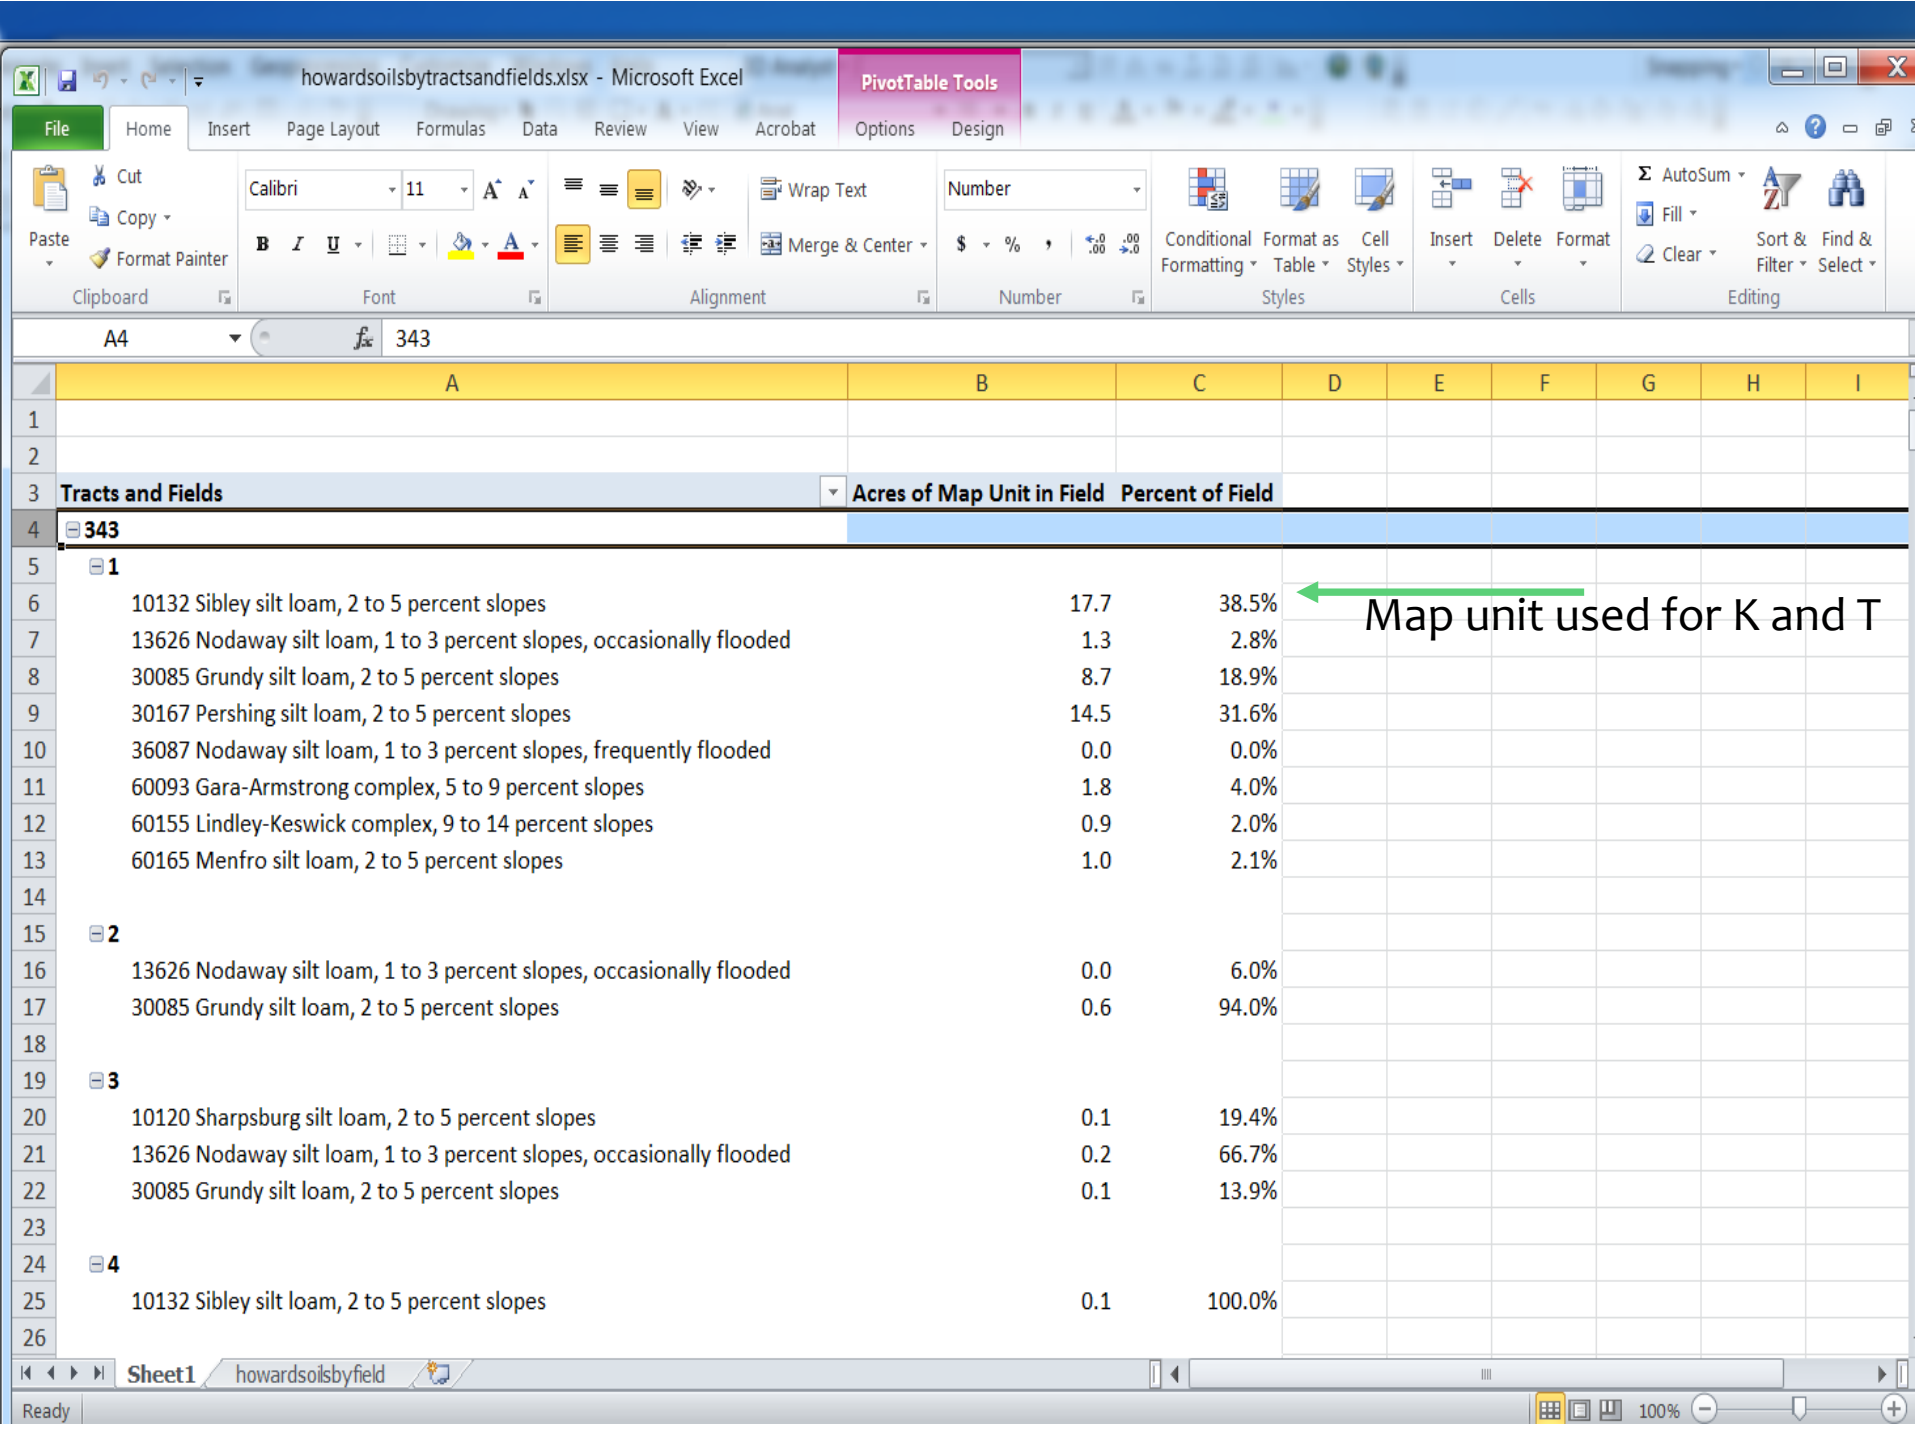 howardsoilsbytractsandfields.xlsx - Microsoft Excel
PivotTable Tools
File Home Insert Page Layout Formulas Data Review View Acrobat Options Design
Cut
Copy
Format Painter
Paste
Clipboard
Calibri 11
B I U
Font
Wrap Text
Merge & Center
Alignment
Number
$ % ,
Number
Conditional Formatting
Format as Table
Cell Styles
Styles
Insert Delete Format
Cells
Σ AutoSum
Fill
Clear
Sort & Filter
Find & Select
Editing
A4 fx 343
A B C D E F G H I
1
2
3 Tracts and Fields Acres of Map Unit in Field Percent of Field
4 343
5 1
6 10132 Sibley silt loam, 2 to 5 percent slopes 17.7 38.5%
Map unit used for K and T
7 13626 Nodaway silt loam, 1 to 3 percent slopes, occasionally flooded 1.3 2.8%
8 30085 Grundy silt loam, 2 to 5 percent slopes 8.7 18.9%
9 30167 Pershing silt loam, 2 to 5 percent slopes 14.5 31.6%
10 36087 Nodaway silt loam, 1 to 3 percent slopes, frequently flooded 0.0 0.0%
11 60093 Gara-Armstrong complex, 5 to 9 percent slopes 1.8 4.0%
12 60155 Lindley-Keswick complex, 9 to 14 percent slopes 0.9 2.0%
13 60165 Menfro silt loam, 2 to 5 percent slopes 1.0 2.1%
14
15 2
16 13626 Nodaway silt loam, 1 to 3 percent slopes, occasionally flooded 0.0 6.0%
17 30085 Grundy silt loam, 2 to 5 percent slopes 0.6 94.0%
18
19 3
20 10120 Sharpsburg silt loam, 2 to 5 percent slopes 0.1 19.4%
21 13626 Nodaway silt loam, 1 to 3 percent slopes, occasionally flooded 0.2 66.7%
22 30085 Grundy silt loam, 2 to 5 percent slopes 0.1 13.9%
23
24 4
25 10132 Sibley silt loam, 2 to 5 percent slopes 0.1 100.0%
26
Sheet1 howardsoilsbyfield
Ready 100%